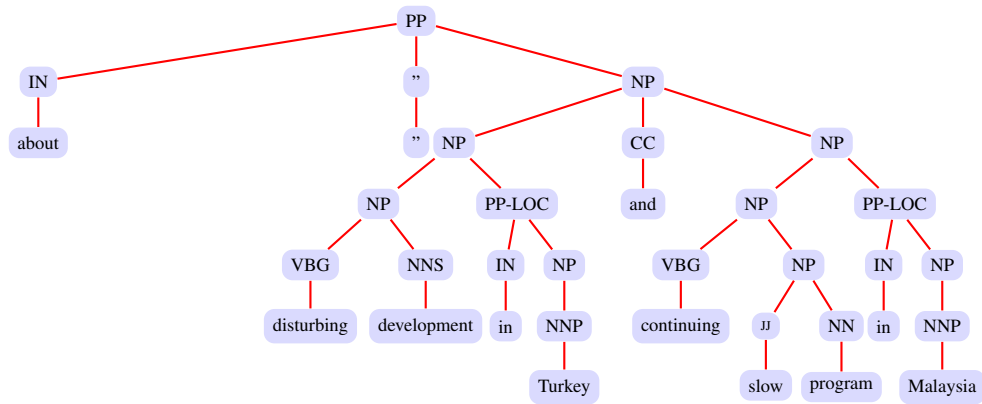 PP
IN ” NP
about ” NP CC NP
NP PP-LOC and NP PP-LOC
VBG NNS IN NP VBG NP IN NP
disturbing development in NNP continuing JJ NN in NNP
Turkey slow program Malaysia